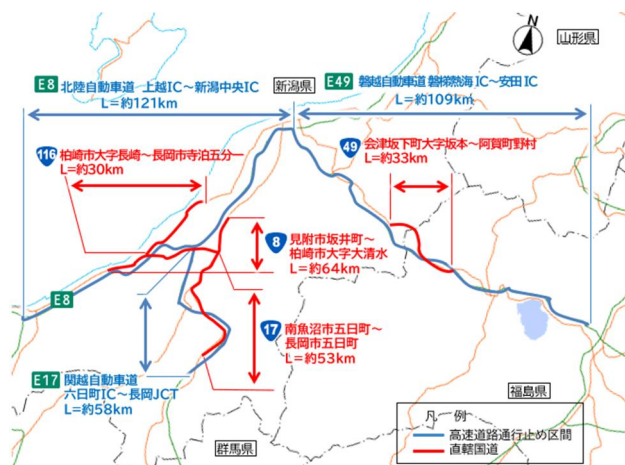 N
山形県
E8 北陸自動車道 上越IC～新潟中央IC
L=約121km
新潟県
E49 磐越自動車道 磐梯熱海IC～安田IC
L=約109km
116 柏崎市大字長崎～長岡市寺泊五分一
L=約30km
49 会津坂下町大字坂本～阿賀町野村
L=約33km
8 見附市坂井町～
柏崎市大字大清水
L=約64km
E8
17 南魚沼市五日町～
長岡市五日町
L=約53km
E17 関越自動車道
六日町IC～長岡JCT
L=約58km
群馬県
福島県
凡 例
高速道路通行止め区間
直轄国道